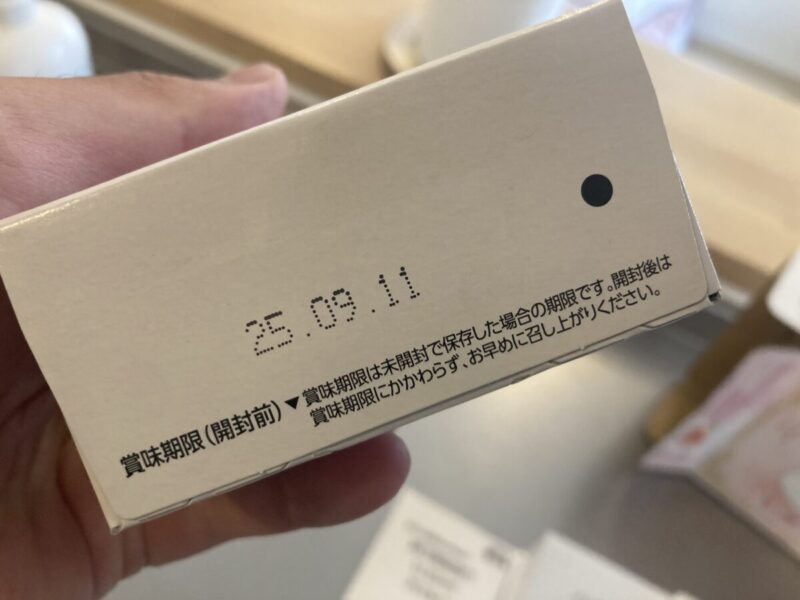 25.09.11
賞味期限(開封前)▼賞味期限は未開封で保存した場合の期限です。開封後は
賞味期限にかかわらず、お早めに召し上がりください。